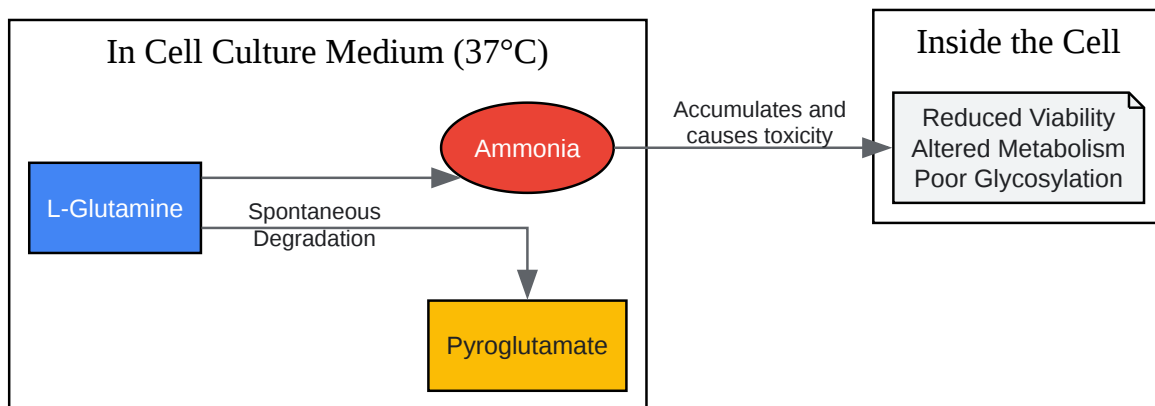 In Cell Culture Medium (37°C)
L-Glutamine
Spontaneous
Degradation
Ammonia
Pyroglutamate
Accumulates and
causes toxicity
Inside the Cell
Reduced Viability
Altered Metabolism
Poor Glycosylation